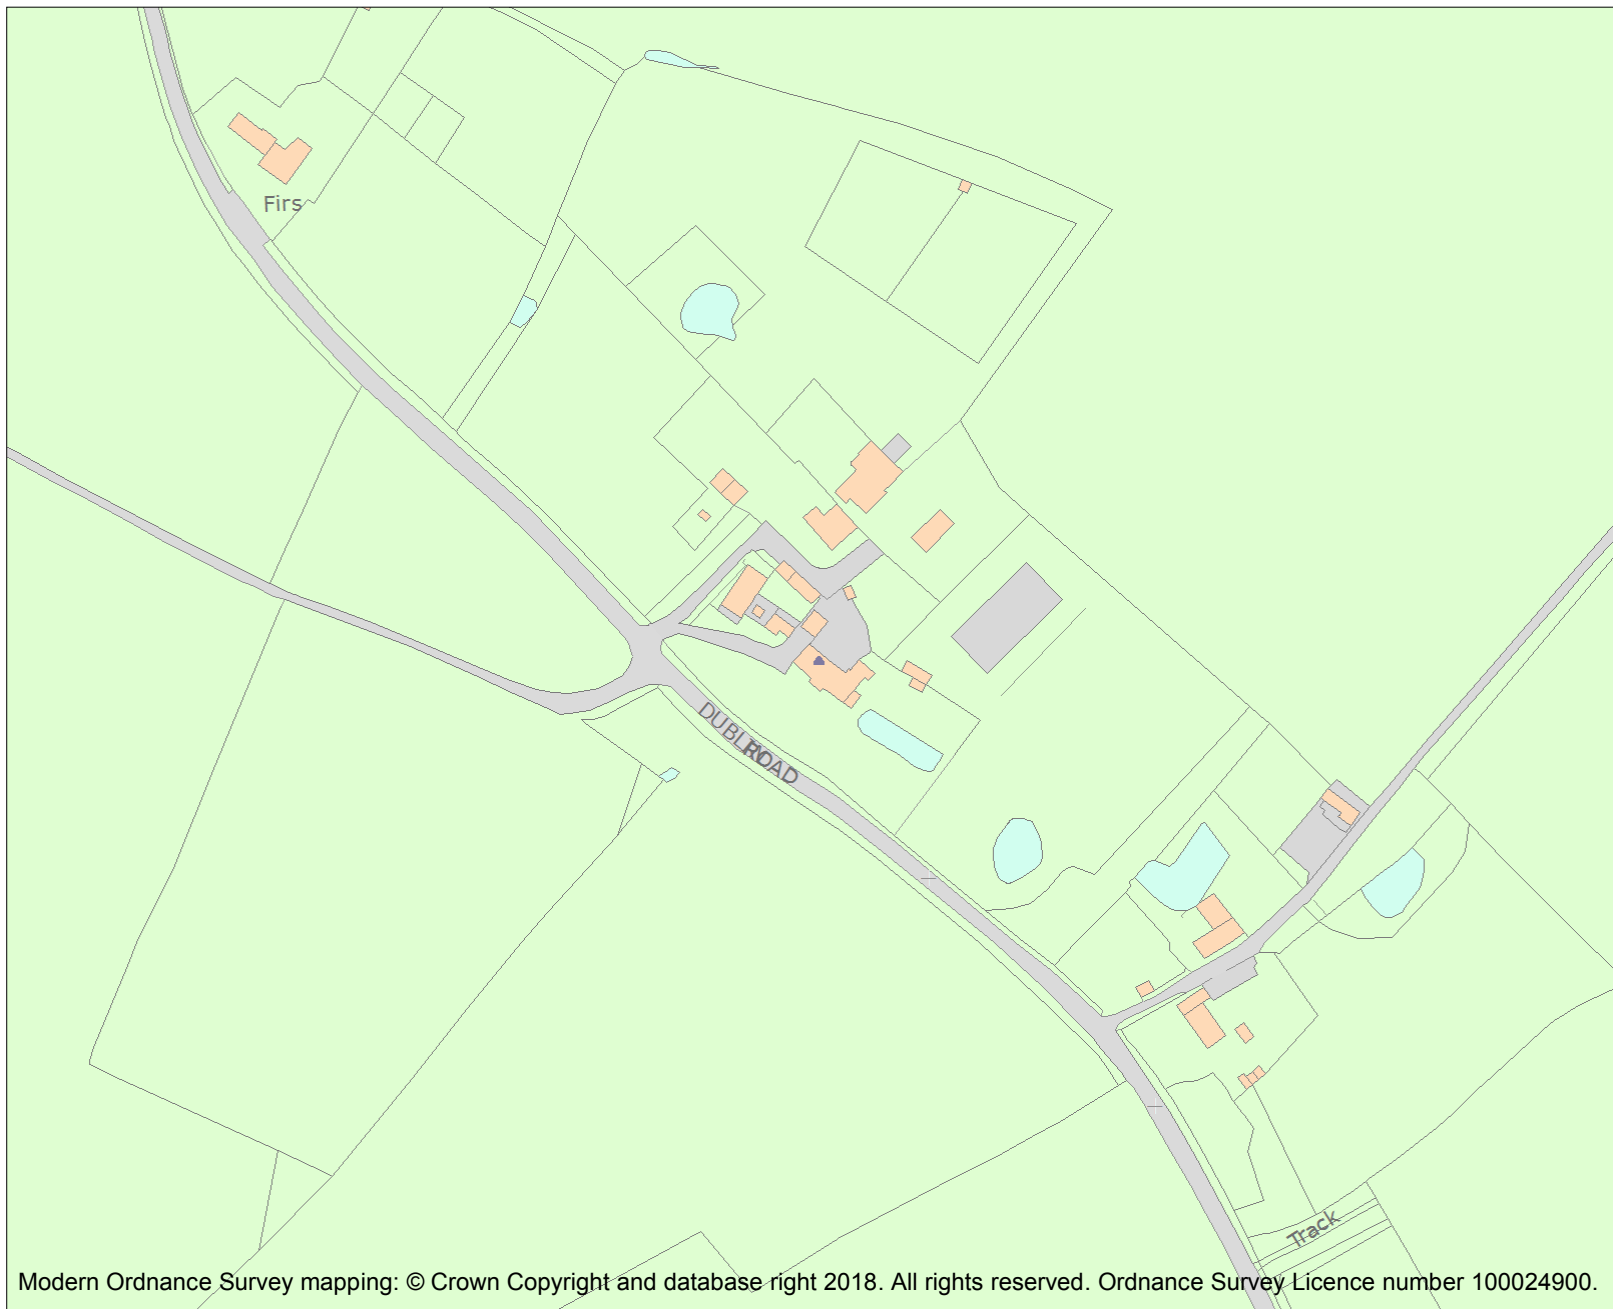 Firs
DUBLIN ROAD
Track
Modern Ordnance Survey mapping: © Crown Copyright and database right 2018. All rights reserved. Ordnance Survey Licence number 100024900.